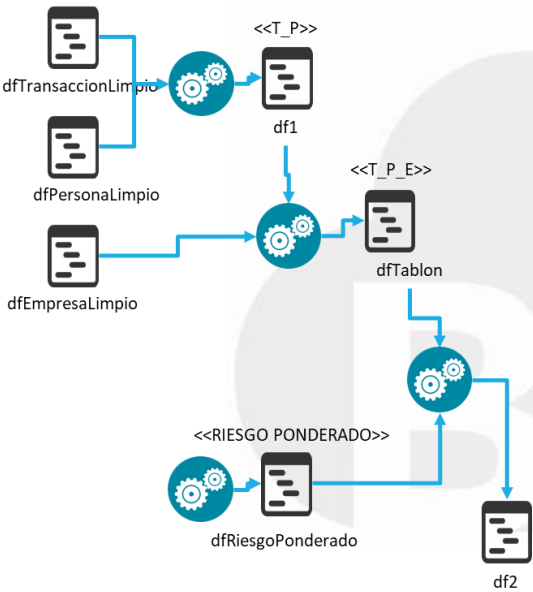 <<T_P>>
dfTransaccionLimpio
df1
<<T_P_E>>
dfPersonaLimpio
dfTablon
dfEmpresaLimpio
<<RIESGO PONDERADO>>
dfRiesgoPonderado
df2